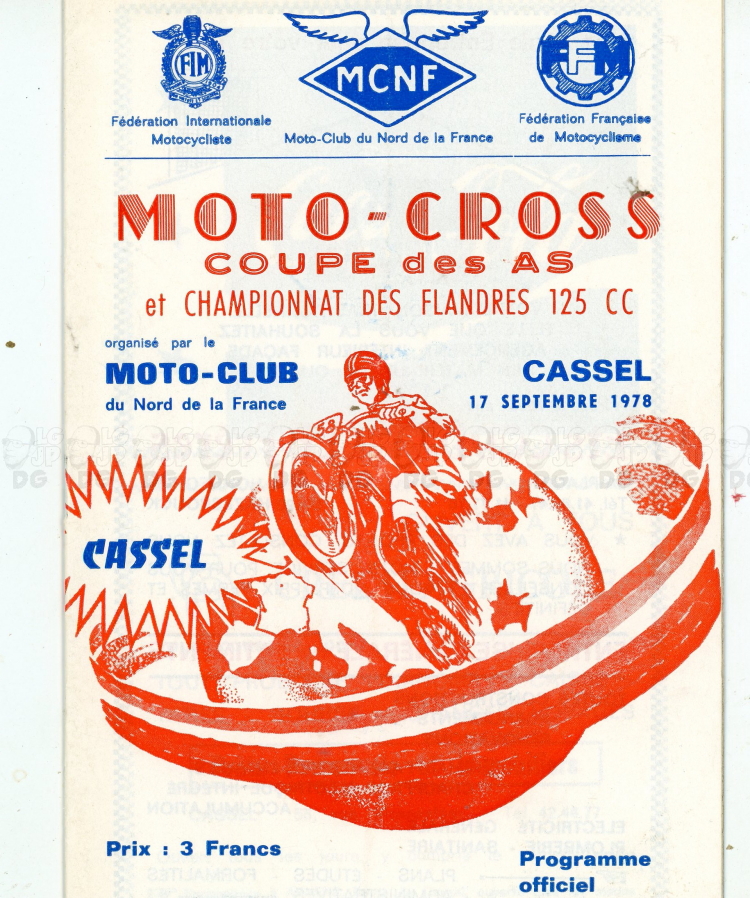 FIM
MCNF
FFM
Fédération Internationale
Motocycliste
Moto-Club du Nord de la France
Fédération Française
de Motocyclisme
MOTO-CROSS
COUPE des AS
et CHAMPIONNAT DES FLANDRES 125 CC
organisé par le
MOTO-CLUB
du Nord de la France
CASSEL
17 SEPTEMBRE 1978
58
CASSEL
Prix : 3 Francs
Programme
officiel